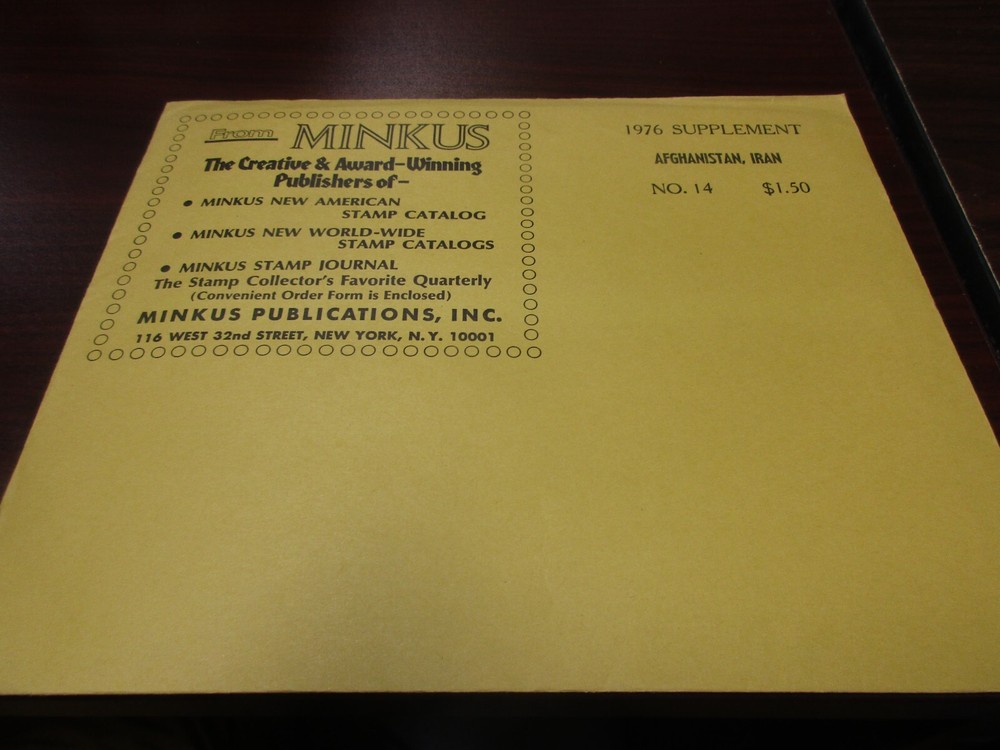 From MINKUS
The Creative & Award-Winning
Publishers of-
• MINKUS NEW AMERICAN
STAMP CATALOG
• MINKUS NEW WORLD-WIDE
STAMP CATALOGS
• MINKUS STAMP JOURNAL
The Stamp Collector's Favorite Quarterly
(Convenient Order Form is Enclosed)
MINKUS PUBLICATIONS, INC.
116 WEST 32nd STREET, NEW YORK, N.Y. 10001
1976 SUPPLEMENT
AFGHANISTAN, IRAN
NO. 14 $1.50